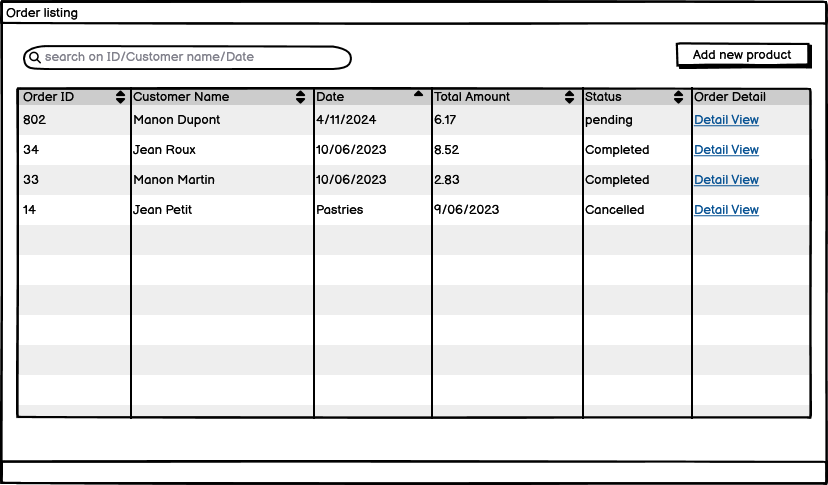 Order listing
search on ID/Customer name/Date
Add new product
Order ID Customer Name Date Total Amount Status Order Detail
802 Manon Dupont 4/11/2024 6.17 pending Detail View
34 Jean Roux 10/06/2023 8.52 Completed Detail View
33 Manon Martin 10/06/2023 2.83 Completed Detail View
14 Jean Petit Pastries 9/06/2023 Cancelled Detail View